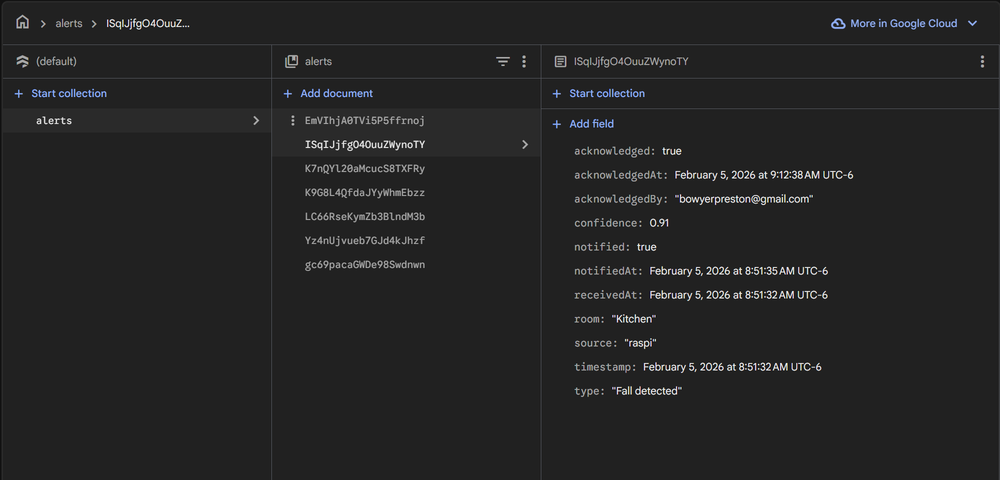 alerts ISqIJjfgO4OuuZ... More in Google Cloud
(default)
Start collection
alerts
alerts
Add document
EmVIhjA0TVi5P5ffrnoj
ISqIJjfgO4OuuZWynoTY
K7nQYl20aMcucS8TXFRy
K9G8L4QfdaJYyWhmEbzz
LC66RseKymZb3BlndM3b
Yz4nUjvueb7GJd4kJhzf
gc69pacaGWDe98Swdnwn
ISqIJjfgO4OuuZWynoTY
Start collection
Add field
acknowledged: true
acknowledgedAt: February 5, 2026 at 9:12:38 AM UTC-6
acknowledgedBy: "bowyerpreston@gmail.com"
confidence: 0.91
notified: true
notifiedAt: February 5, 2026 at 8:51:35 AM UTC-6
receivedAt: February 5, 2026 at 8:51:32 AM UTC-6
room: "Kitchen"
source: "raspi"
timestamp: February 5, 2026 at 8:51:32 AM UTC-6
type: "Fall detected"